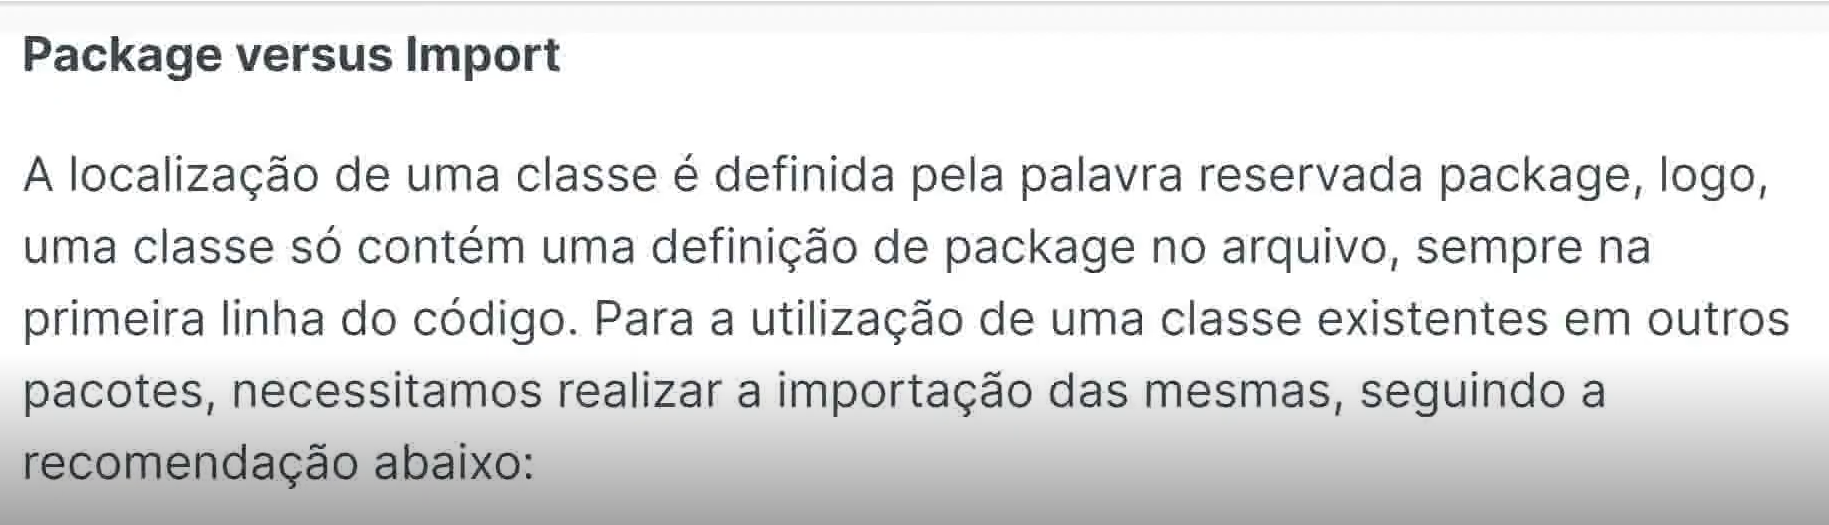 Package versus Import
A localização de uma classe é definida pela palavra reservada package, logo,
uma classe só contém uma definição de package no arquivo, sempre na
primeira linha do código. Para a utilização de uma classe existentes em outros
pacotes, necessitamos realizar a importação das mesmas, seguindo a
recomendação abaixo: